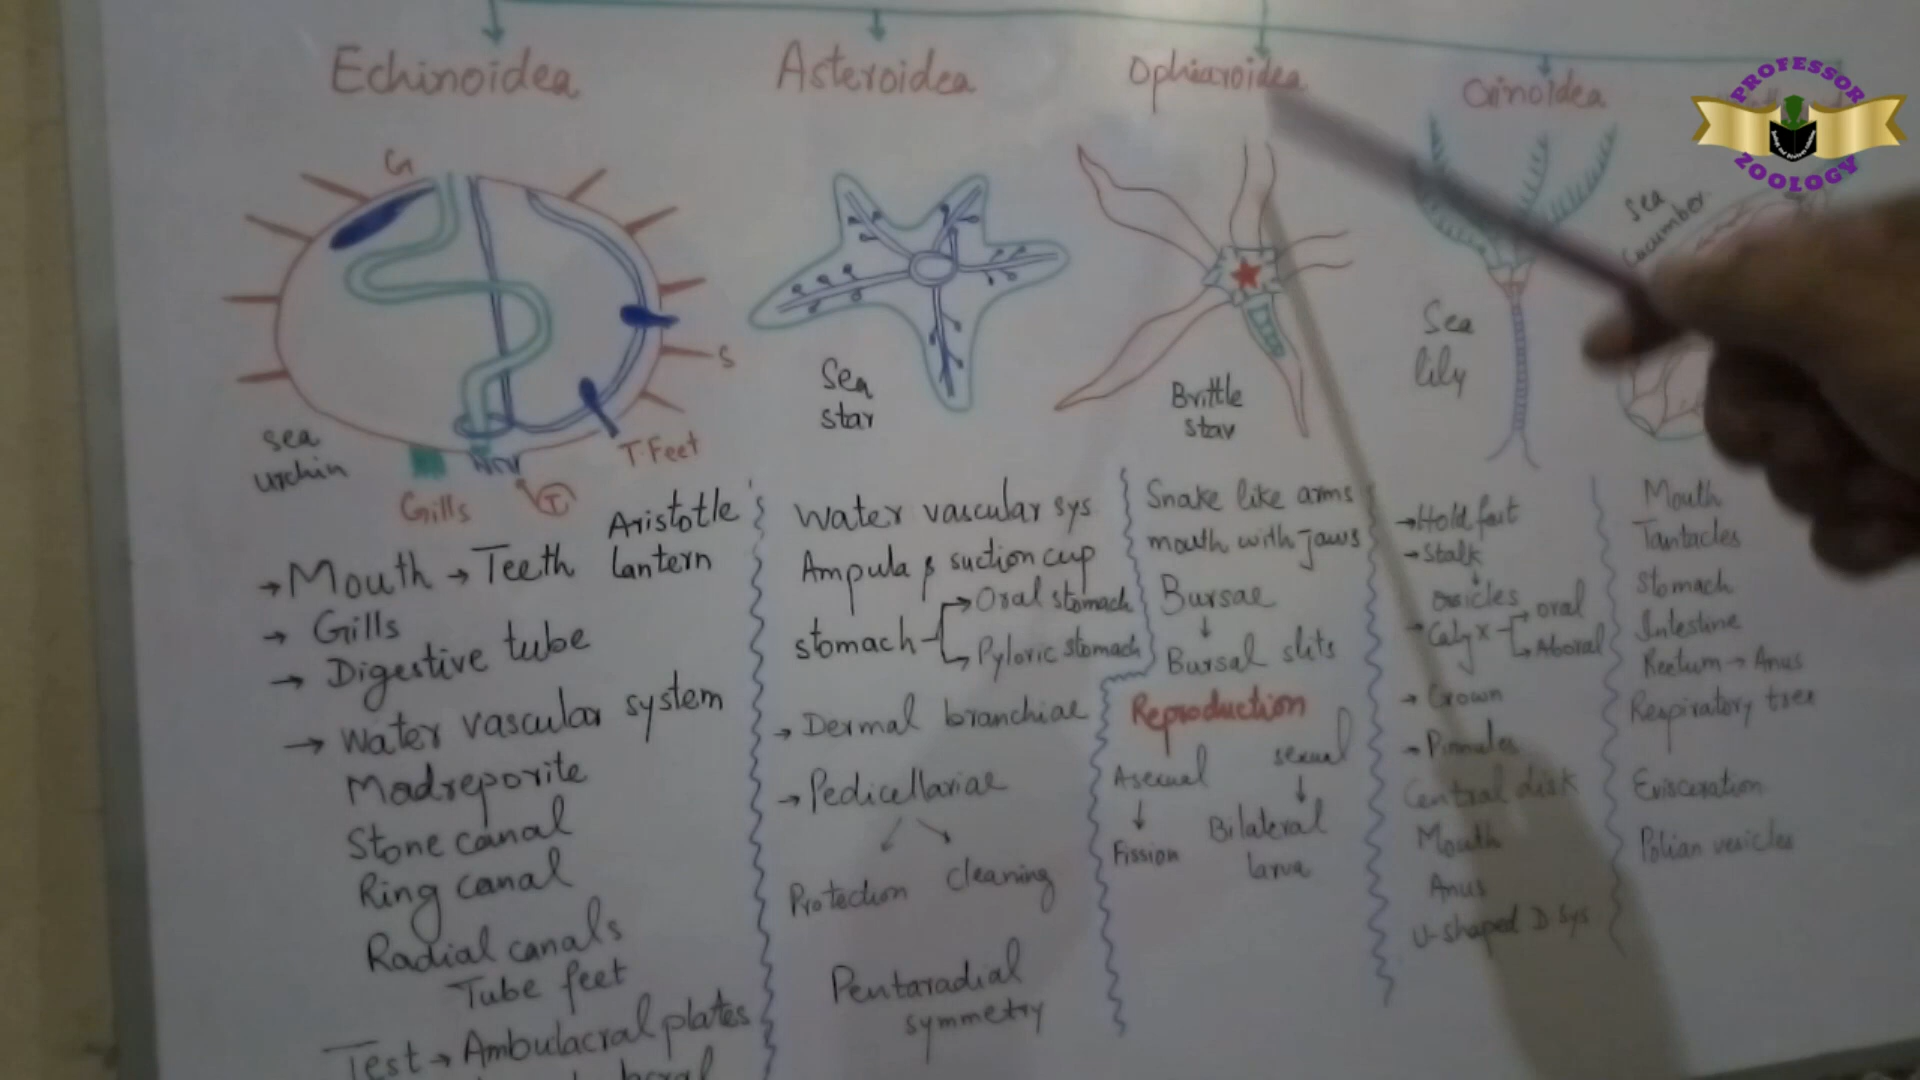 Echinoidea
Asteroidea
Ophiaroidea
Crinoidea
PROFESSOR
ZOOLOGY
G
S
T. Feet
sea
urchin
Gills
T
Sea
star
Brittle
star
Sea
lily
Sea
Cucumber
→ Mouth → Teeth Aristotle
lantern
→ Gills
→ Digestive tube
→ Water vascular system
Madreporite
Stone canal
Ring canal
Radial canals
Tube feet
Test → Ambulacral plates
Water vascular sys
Ampula & suction cup
stomach → Oral stomach
→ Pyloric stomach
→ Dermal branchiae
→ Pedicellariae
Protection cleaning
Pentaradial
symmetry
Snake like arms
mouth with jaws
Bursae
↓
Bursal slits
Reproduction
Asexual sexual
↓ ↓
Fission Bilateral
larva
→ Hold fast
→ Stalk
↓
ossicles
→ Calyx → oral
→ Aboral
→ Crown
→ Pinnules
Central disk
Mouth
Anus
U-shaped D Sys
Mouth
Tantacles
Stomach
Intestine
Rectum → Anus
Respiratory tree
Evisceration
Polian vesicles